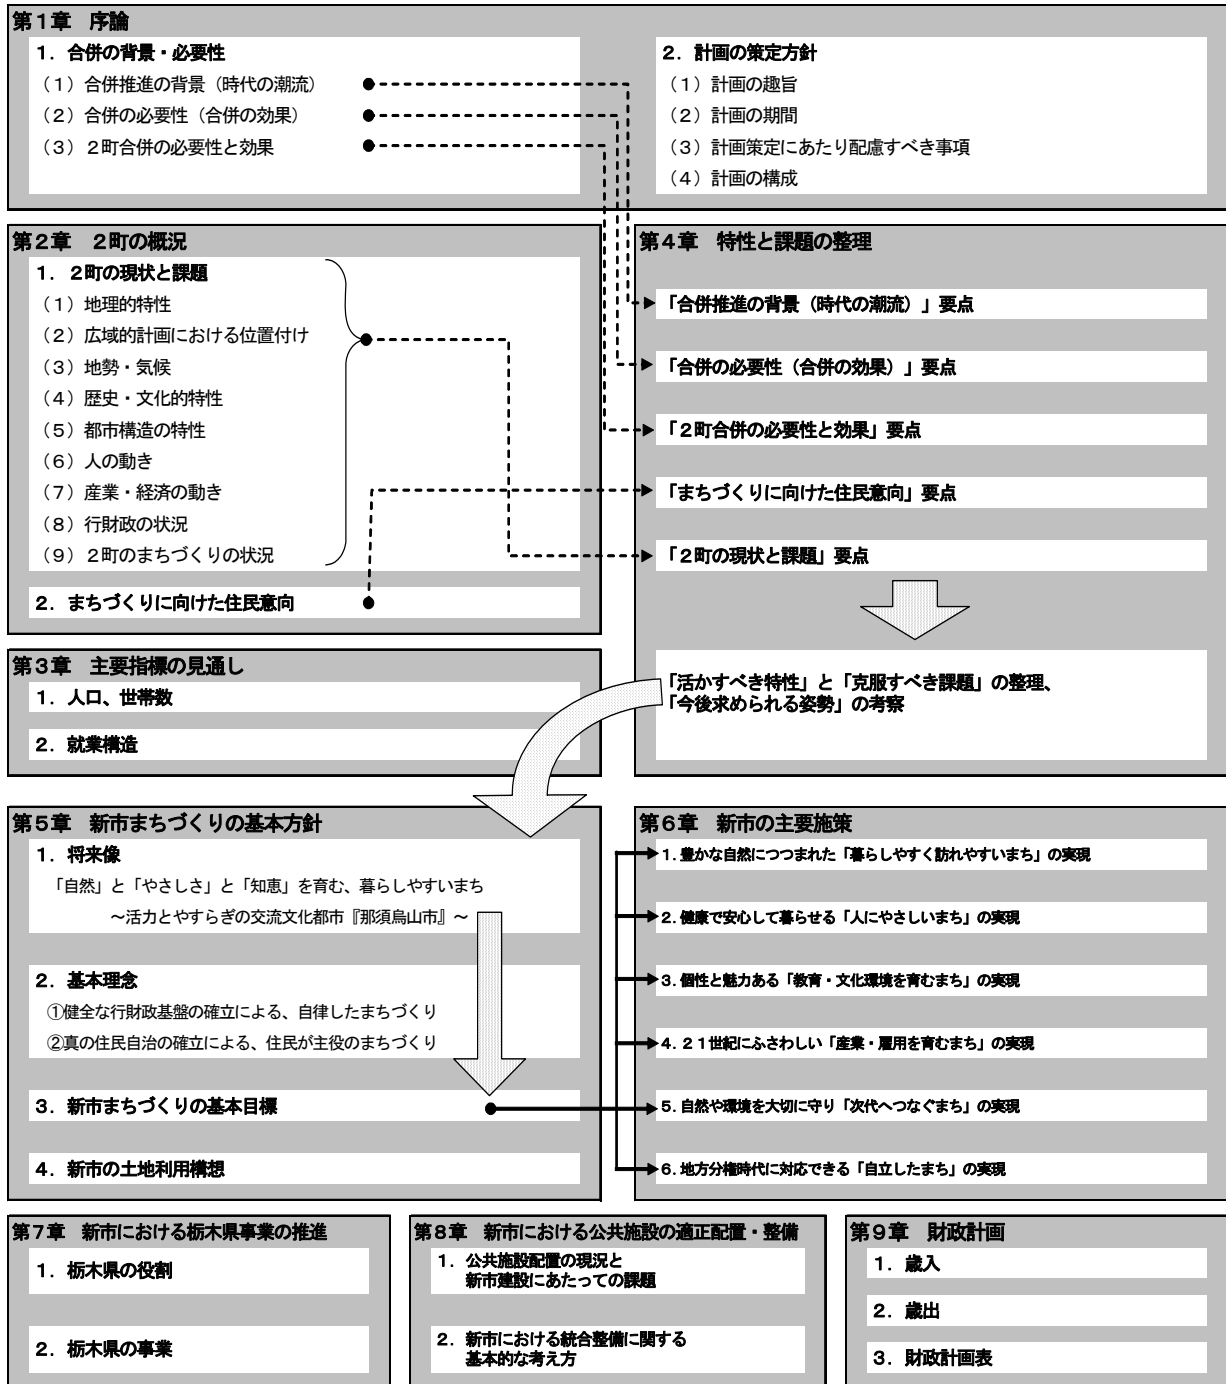 第1章　序論
1．合併の背景・必要性
（1）合併推進の背景（時代の潮流）
（2）合併の必要性（合併の効果）
（3）2町合併の必要性と効果
2．計画の策定方針
（1）計画の趣旨
（2）計画の期間
（3）計画策定にあたり配慮すべき事項
（4）計画の構成
第2章　2町の概況
1．2町の現状と課題
（1）地理的特性
（2）広域的計画における位置付け
（3）地勢・気候
（4）歴史・文化的特性
（5）都市構造の特性
（6）人の動き
（7）産業・経済の動き
（8）行財政の状況
（9）2町のまちづくりの状況
2．まちづくりに向けた住民意向
第4章　特性と課題の整理
「合併推進の背景（時代の潮流）」要点
「合併の必要性（合併の効果）」要点
「2町合併の必要性と効果」要点
「まちづくりに向けた住民意向」要点
「2町の現状と課題」要点
「活かすべき特性」と「克服すべき課題」の整理、
「今後求められる姿勢」の考察
第3章　主要指標の見通し
1．人口、世帯数
2．就業構造
第5章　新市まちづくりの基本方針
1．将来像
「自然」と「やさしさ」と「知恵」を育む、暮らしやすいまち
～活力とやすらぎの交流文化都市『那須烏山市』～
2．基本理念
①健全な行財政基盤の確立による、自律したまちづくり
②真の住民自治の確立による、住民が主役のまちづくり
3．新市まちづくりの基本目標
4．新市の土地利用構想
第6章　新市の主要施策
1.豊かな自然につつまれた「暮らしやすく訪れやすいまち」の実現
2.健康で安心して暮らせる「人にやさしいまち」の実現
3.個性と魅力ある「教育・文化環境を育むまち」の実現
4.21世紀にふさわしい「産業・雇用を育むまち」の実現
5.自然や環境を大切に守り「次代へつなぐまち」の実現
6.地方分権時代に対応できる「自立したまち」の実現
第7章　新市における栃木県事業の推進
1．栃木県の役割
2．栃木県の事業
第8章　新市における公共施設の適正配置・整備
1．公共施設配置の現況と
新市建設にあたっての課題
2．新市における統合整備に関する
基本的な考え方
第9章　財政計画
1．歳入
2．歳出
3．財政計画表